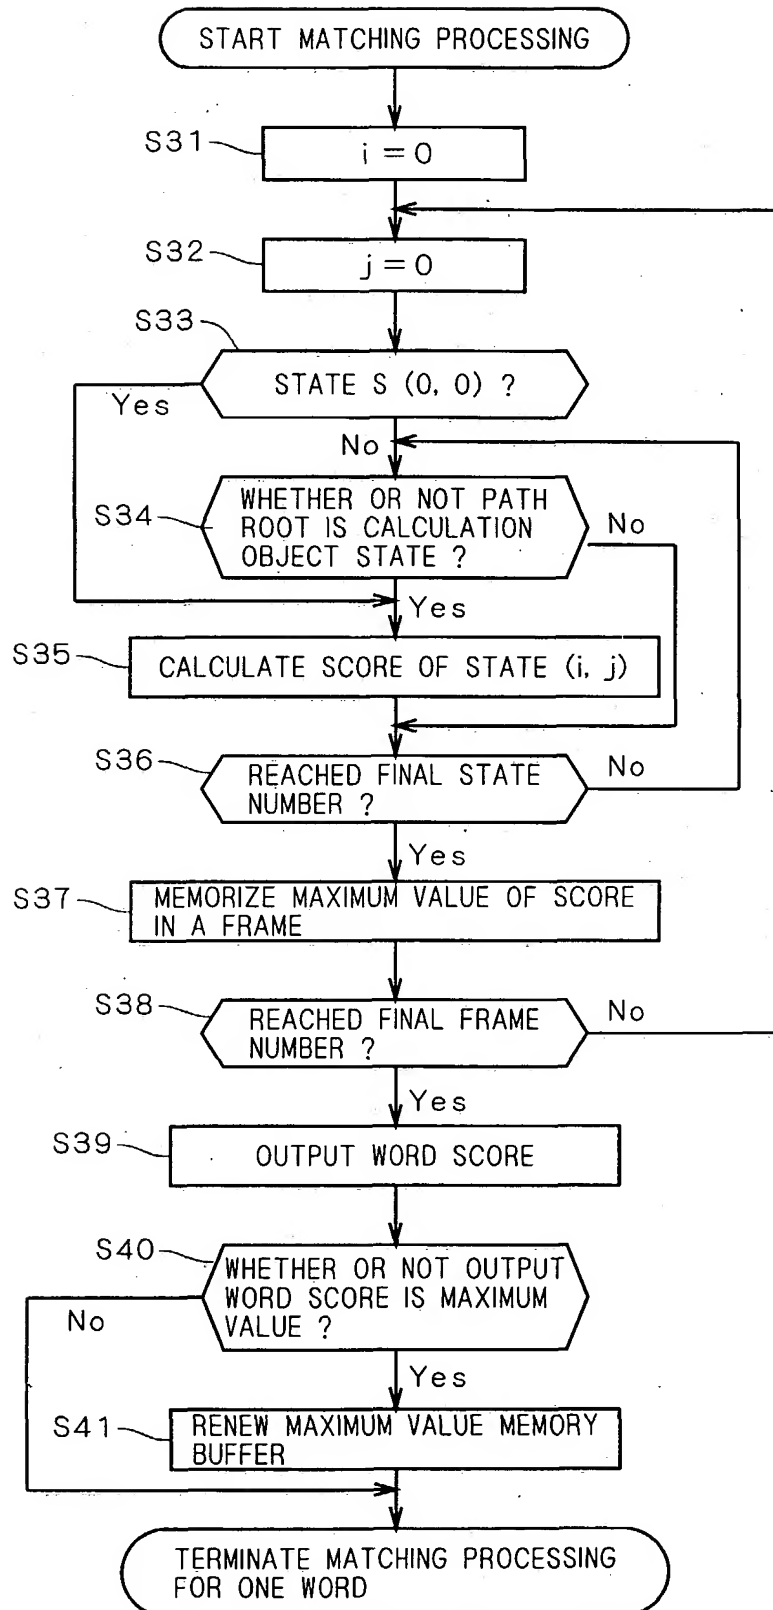 START MATCHING PROCESSING
S31
i = 0
S32
j = 0
S33
STATE S (0, 0) ?
Yes
No
S34
WHETHER OR NOT PATH
ROOT IS CALCULATION
OBJECT STATE ?
No
Yes
S35
CALCULATE SCORE OF STATE (i, j)
S36
REACHED FINAL STATE
NUMBER ?
No
Yes
S37
MEMORIZE MAXIMUM VALUE OF SCORE
IN A FRAME
S38
REACHED FINAL FRAME
NUMBER ?
No
Yes
S39
OUTPUT WORD SCORE
S40
WHETHER OR NOT OUTPUT
WORD SCORE IS MAXIMUM
VALUE ?
No
Yes
S41
RENEW MAXIMUM VALUE MEMORY
BUFFER
TERMINATE MATCHING PROCESSING
FOR ONE WORD